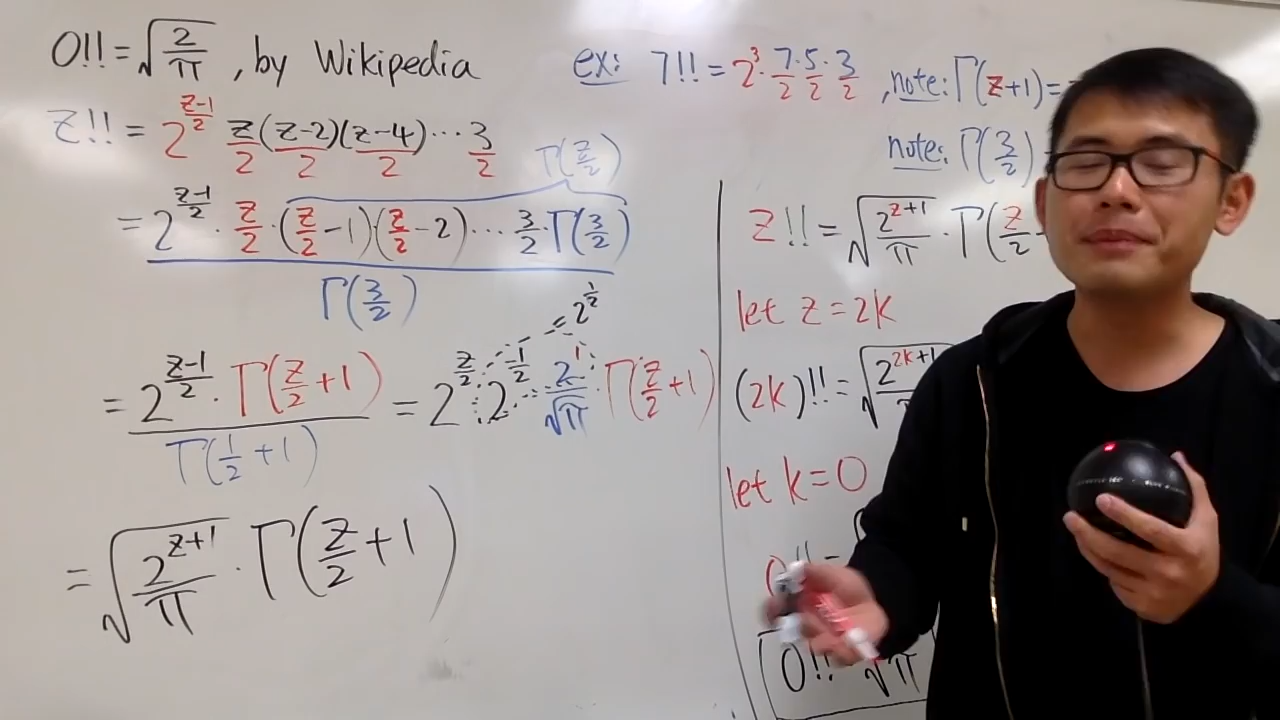 0!! = √(2/π), by Wikipedia
z!! = 2^((z-1)/2) z/2 (z-2)/2 (z-4)/2 ⋯ 3/2
Γ(z/2)
= 2^((z-1)/2) · z/2 · (z/2 - 1)(z/2 - 2) ⋯ 3/2 · Γ(3/2)
Γ(3/2)
= 2^((z-1)/2) · Γ(z/2 + 1) / Γ(1/2 + 1) = 2^(z/2) · 2^(-1/2) · 2^1/√π · Γ(z/2 + 1)
= 2^(1/2)
= √(2^(z+1)/π) · Γ(z/2 + 1)
ex: 7!! = 2^3 · 7/2 · 5/2 · 3/2, note: Γ(z+1) =
note: Γ(3/2)
z!! = √(2^(z+1)/π) · Γ(z/2
let z = 2k
(2k)!! = √(2^(2k+1)
let k = 0
0!! =
0!! √π